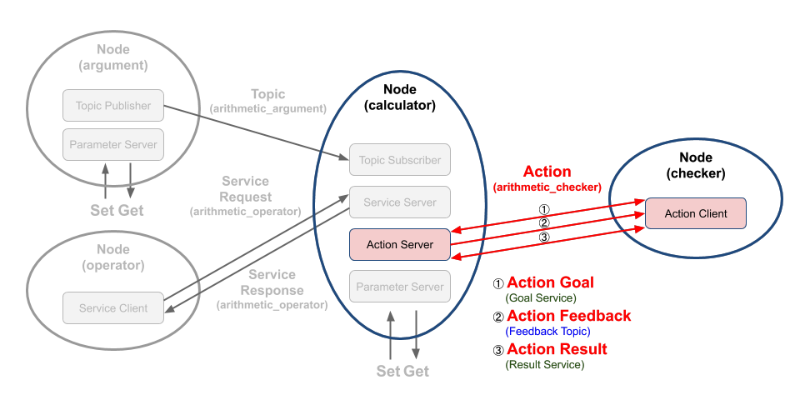 Node
(argument)
Topic Publisher
Parameter Server
Set Get
Topic
(arithmetic_argument)
Service
Request
(arithmetic_operator)
Node
(operator)
Service Client
Service
Response
(arithmetic_operator)
Node
(calculator)
Topic Subscriber
Service Server
Action Server
Parameter Server
Set Get
Action
(arithmetic_checker)
①
②
③
Node
(checker)
Action Client
① Action Goal
(Goal Service)
② Action Feedback
(Feedback Topic)
③ Action Result
(Result Service)